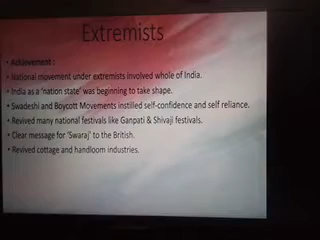 Extremists
• Achievement :
• National movement under extremists involved whole of India.
• India as a 'nation state' was beginning to take shape.
• Swadeshi and Boycott Movements instilled self-confidence and self reliance.
• Revived many national festivals like Ganpati & Shivaji festivals.
• Clear message for 'Swaraj' to the British.
• Revived cottage and handloom industries.